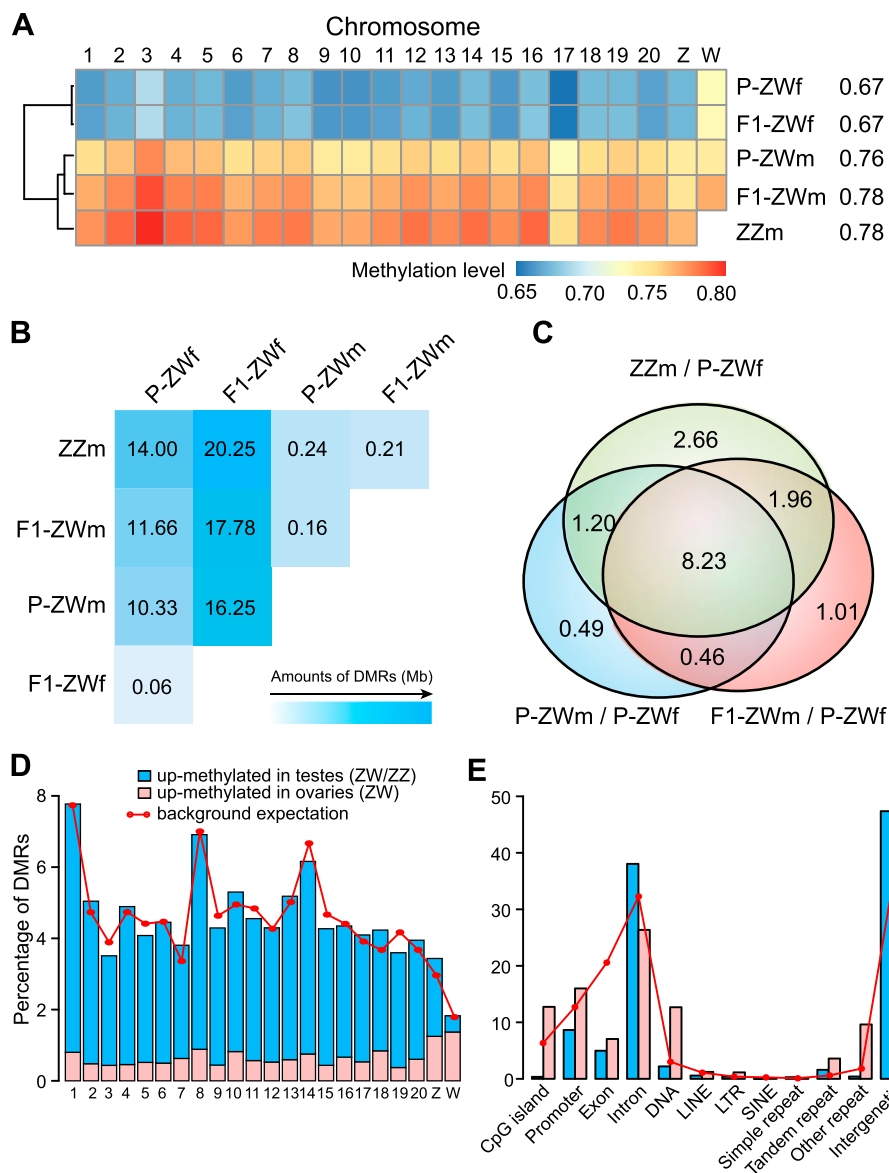 A
Chromosome
1 2 3 4 5 6 7 8 9 10 11 12 13 14 15 16 17 18 19 20 Z W
P-ZWf 0.67
F1-ZWf 0.67
P-ZWm 0.76
F1-ZWm 0.78
ZZm 0.78
Methylation level
0.65 0.70 0.75 0.80
B
P-ZWf F1-ZWf P-ZWm F1-ZWm
ZZm 14.00 20.25 0.24 0.21
F1-ZWm 11.66 17.78 0.16
P-ZWm 10.33 16.25
F1-ZWf 0.06
Amounts of DMRs (Mb)
C
ZZm / P-ZWf
2.66
1.20 1.96
8.23
0.49 1.01
0.46
P-ZWm / P-ZWf F1-ZWm / P-ZWf
D
up-methylated in testes (ZW/ZZ)
up-methylated in ovaries (ZW)
background expectation
Percentage of DMRs
8
6
4
2
0
1 2 3 4 5 6 7 8 9 10 11 12 13 14 15 16 17 18 19 20 Z W
E
50
40
30
20
10
0
CpG island
Promoter
Exon
Intron
DNA
LINE
LTR
SINE
Simple repeat
Tandem repeat
Other repeat